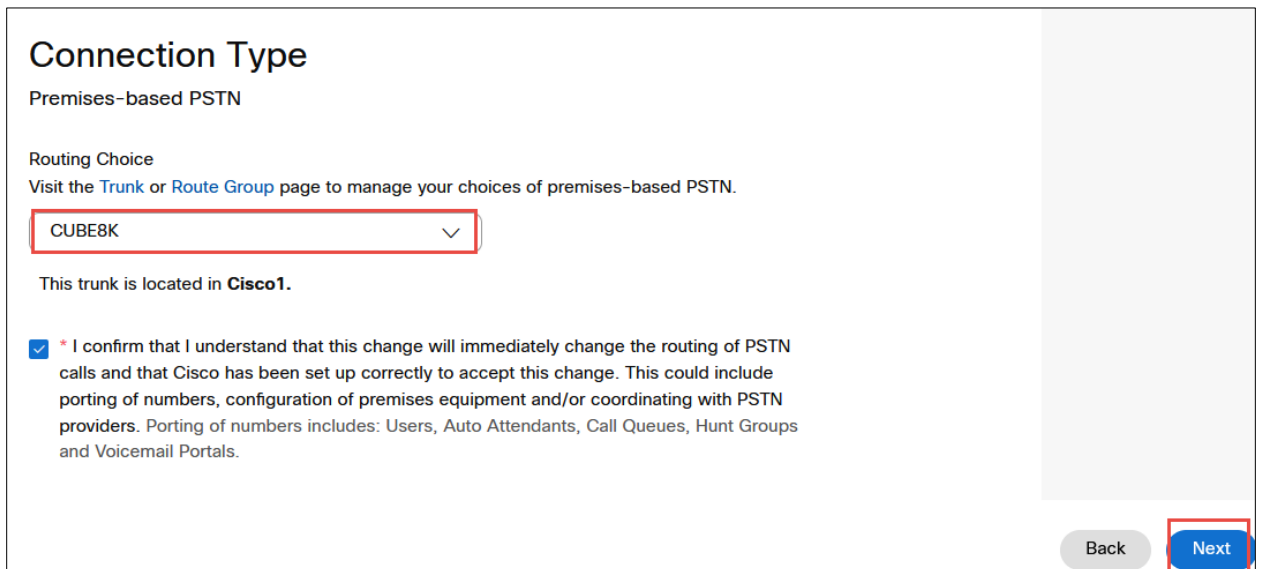 Connection Type
Premises-based PSTN
Routing Choice
Visit the Trunk or Route Group page to manage your choices of premises-based PSTN.
CUBE8K
This trunk is located in Cisco1.
* I confirm that I understand that this change will immediately change the routing of PSTN
calls and that Cisco has been set up correctly to accept this change. This could include
porting of numbers, configuration of premises equipment and/or coordinating with PSTN
providers. Porting of numbers includes: Users, Auto Attendants, Call Queues, Hunt Groups
and Voicemail Portals.
Back Next